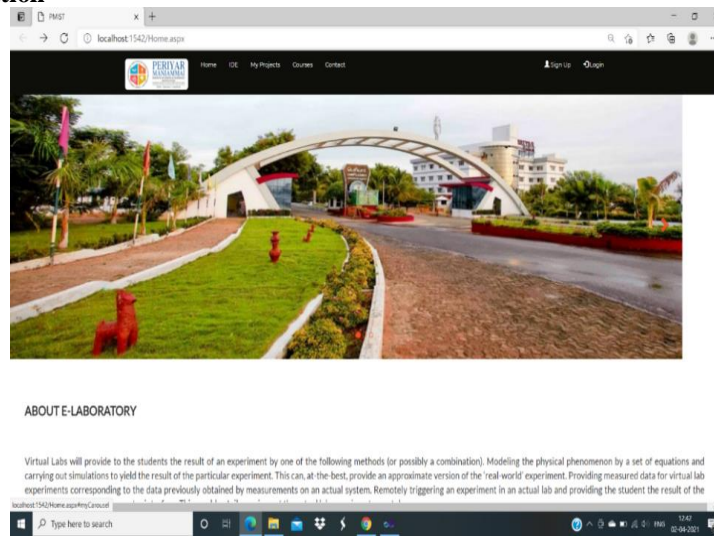 tion
PMST
localhost:1542/Home.aspx
PERIYAR
MANIAMMAI
Home IDE My Projects Courses Contact
Sign Up Login
ABOUT E-LABORATORY
Virtual Labs will provide to the students the result of an experiment by one of the following methods (or possibly a combination). Modeling the physical phenomenon by a set of equations and
carrying out simulations to yield the result of the particular experiment. This can, at-the-best, provide an approximate version of the 'real-world' experiment. Providing measured data for virtual lab
experiments corresponding to the data previously obtained by measurements on an actual system. Remotely triggering an experiment in an actual lab and providing the student the result of the
localhost:1542/Home.aspx#myCarousel
Type here to search
ENG
12:42
02-04-2021